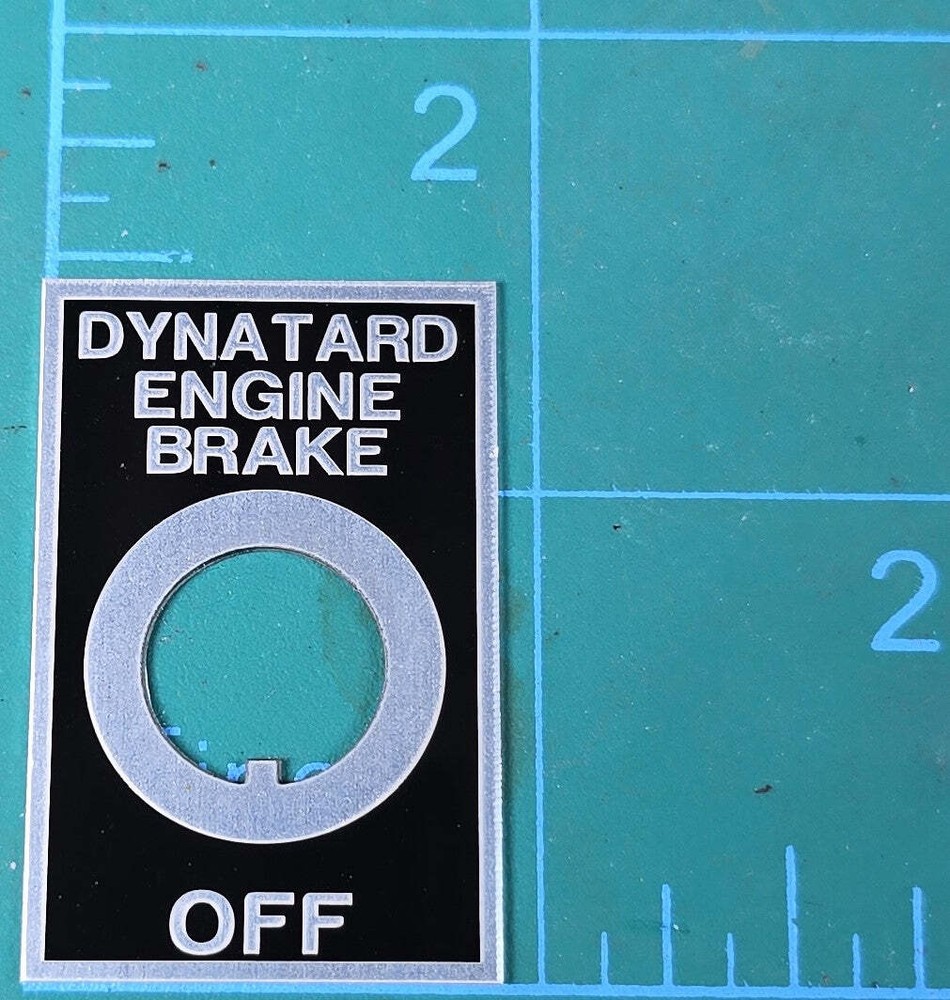 2
DYNATARD
ENGINE
BRAKE
2
OFF